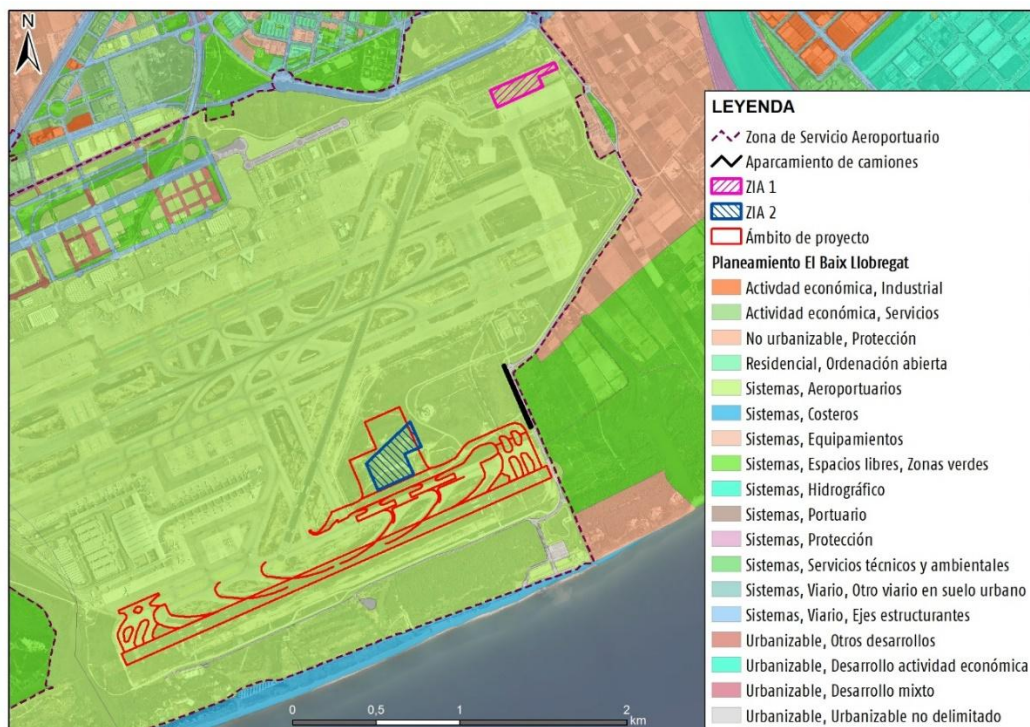 N
LEYENDA
Zona de Servicio Aeroportuario
Aparcamiento de camiones
ZIA 1
ZIA 2
Ámbito de proyecto
Planeamiento El Baix Llobregat
Activdad económica, Industrial
Actividad económica, Servicios
No urbanizable, Protección
Residencial, Ordenación abierta
Sistemas, Aeroportuarios
Sistemas, Costeros
Sistemas, Equipamientos
Sistemas, Espacios libres, Zonas verdes
Sistemas, Hidrográfico
Sistemas, Portuario
Sistemas, Protección
Sistemas, Servicios técnicos y ambientales
Sistemas, Viario, Otro viario en suelo urbano
Sistemas, Viario, Ejes estructurantes
Urbanizable, Otros desarrollos
Urbanizable, Desarrollo actividad económica
Urbanizable, Desarrollo mixto
Urbanizable, Urbanizable no delimitado
0 0,5 1 2
km